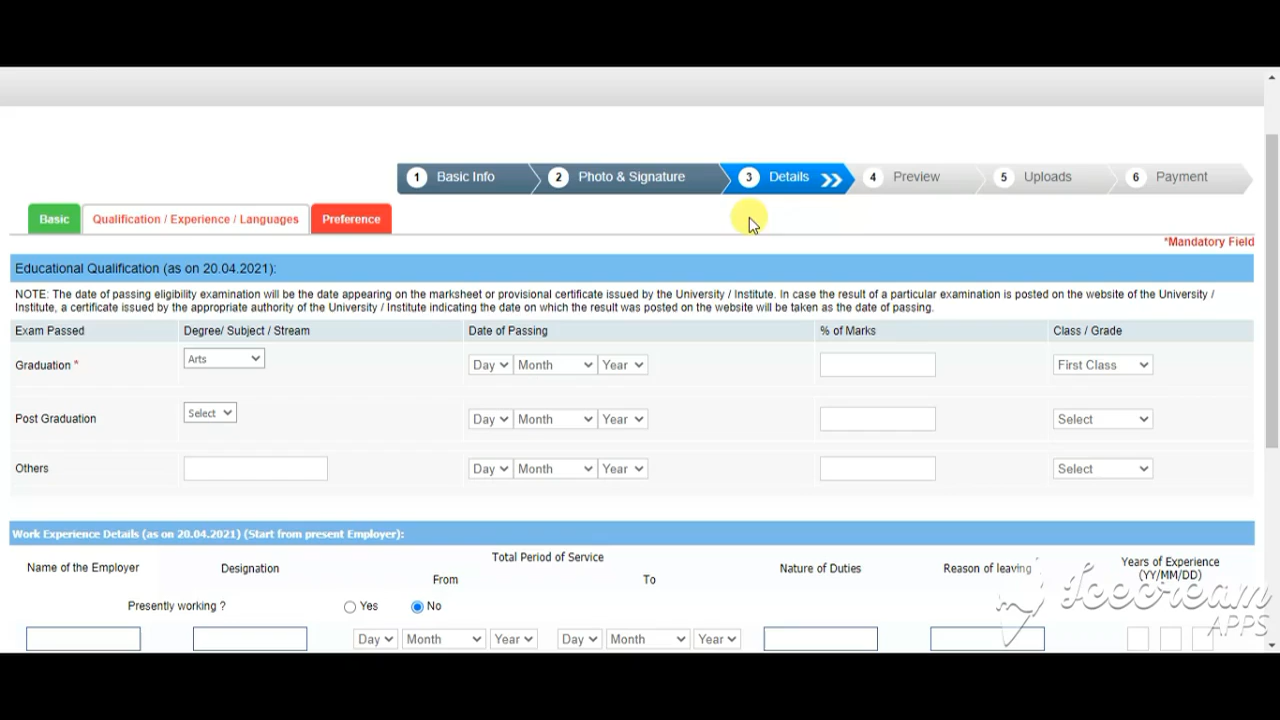 1 Basic Info 2 Photo & Signature 3 Details 4 Preview 5 Uploads 6 Payment
Basic Qualification / Experience / Languages Preference
*Mandatory Field
Educational Qualification (as on 20.04.2021):
NOTE: The date of passing eligibility examination will be the date appearing on the marksheet or provisional certificate issued by the University / Institute. In case the result of a particular examination is posted on the website of the University /
Institute, a certificate issued by the appropriate authority of the University / Institute indicating the date on which the result was posted on the website will be taken as the date of passing.
Exam Passed Degree/ Subject / Stream Date of Passing % of Marks Class / Grade
Graduation * Arts Day Month Year First Class
Post Graduation Select Day Month Year Select
Others Day Month Year Select
Work Experience Details (as on 20.04.2021) (Start from present Employer):
Name of the Employer Designation Total Period of Service Nature of Duties Reason of leaving Years of Experience
From To (YY/MM/DD)
Presently working ? Yes No
Day Month Year Day Month Year
Icecream
APPS